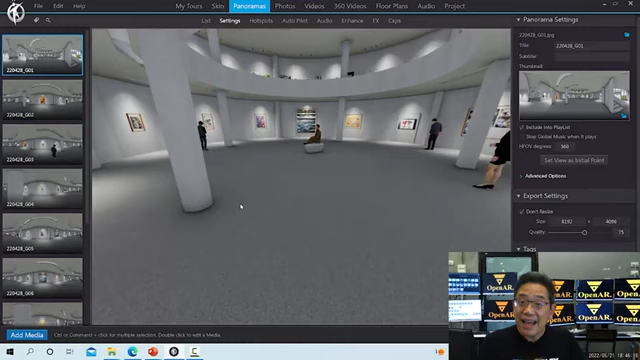 File Edit Help
My Tours Skin Panoramas Photos Videos 360 Videos Floor Plans Audio Project
List Settings Hotspots Auto Pilot Audio Enhance FX Caps
220428_G01
220428_G02
220428_G03
220428_G04
220428_G05
220428_G06
Add Media
Ctrl or Command + click for multiple selection. Double click to edit a Media.
Panorama Settings
220428_G01.jpg
Title: 220428_G01
Subtitle:
Thumbnail:
Include into PlayList
Stop Global Music when it plays
HFOV degrees: 360
Set View as Initial Point
Advanced Options
Export Settings
Don't Resize
Size 8192 x 4096
Quality: 75
Tags
OpenAR.
OpenAR.
OpenAR.
OpenAR.
OpenAR.